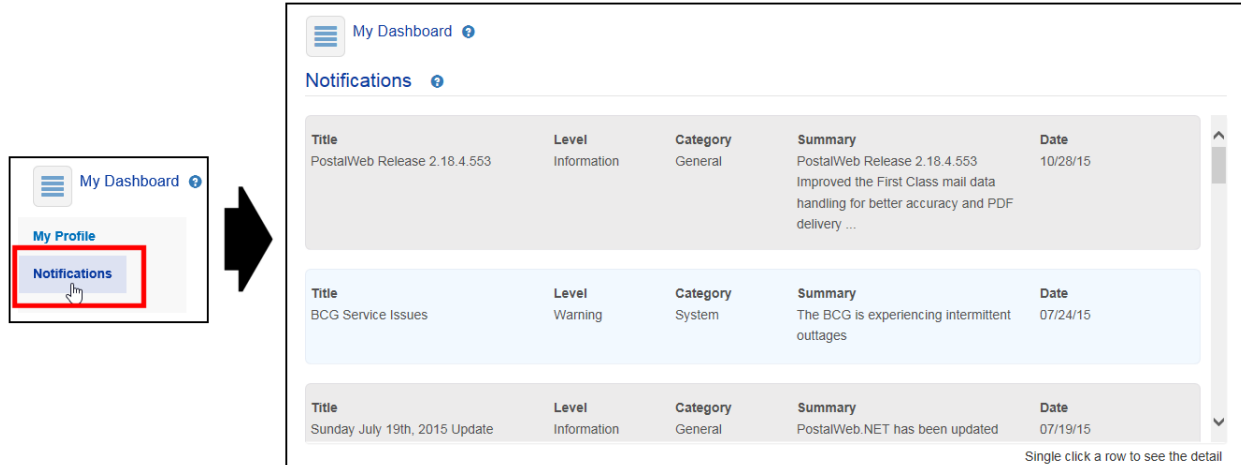 My Dashboard ?
My Profile
Notifications
My Dashboard ?
Notifications ?
Title Level Category Summary Date
PostalWeb Release 2.18.4.553 Information General PostalWeb Release 2.18.4.553 10/28/15
Improved the First Class mail data
handling for better accuracy and PDF
delivery ...
Title Level Category Summary Date
BCG Service Issues Warning System The BCG is experiencing intermittent 07/24/15
outtages
Title Level Category Summary Date
Sunday July 19th, 2015 Update Information General PostalWeb.NET has been updated 07/19/15
Single click a row to see the detail